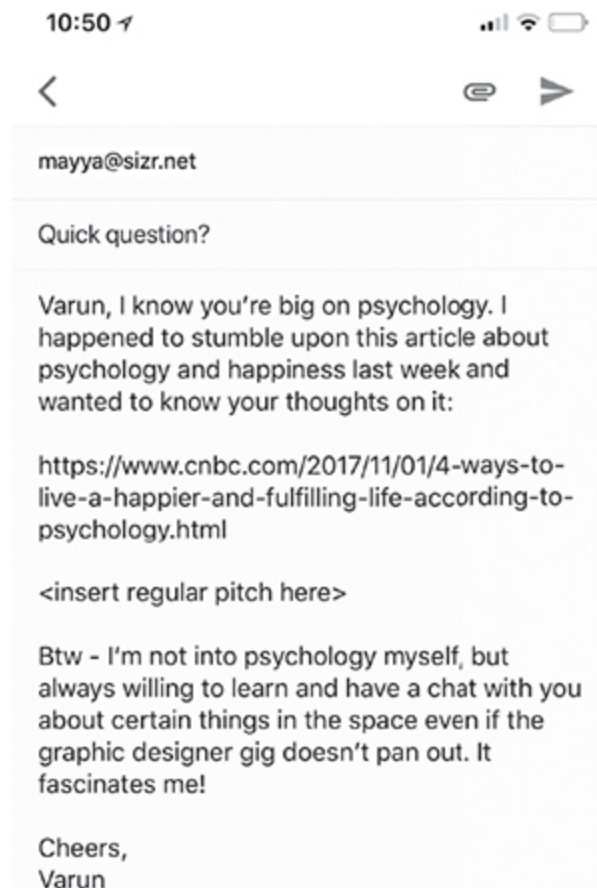 10:50
mayya@sizr.net
Quick question?
Varun, I know you’re big on psychology. I
happened to stumble upon this article about
psychology and happiness last week and
wanted to know your thoughts on it:
https://www.cnbc.com/2017/11/01/4-ways-to-
live-a-happier-and-fulfilling-life-according-to-
psychology.html
<insert regular pitch here>
Btw - I’m not into psychology myself, but
always willing to learn and have a chat with you
about certain things in the space even if the
graphic designer gig doesn’t pan out. It
fascinates me!
Cheers,
Varun